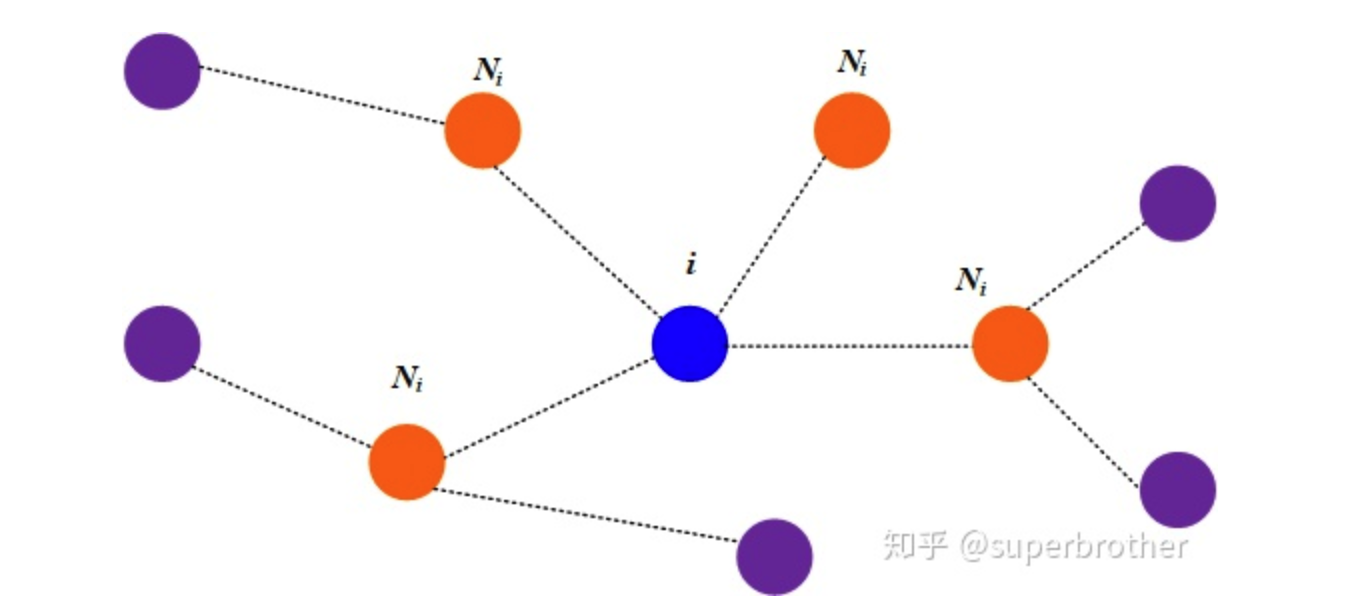 Nᵢ
Nᵢ
i
Nᵢ
Nᵢ
知乎 @superbrother